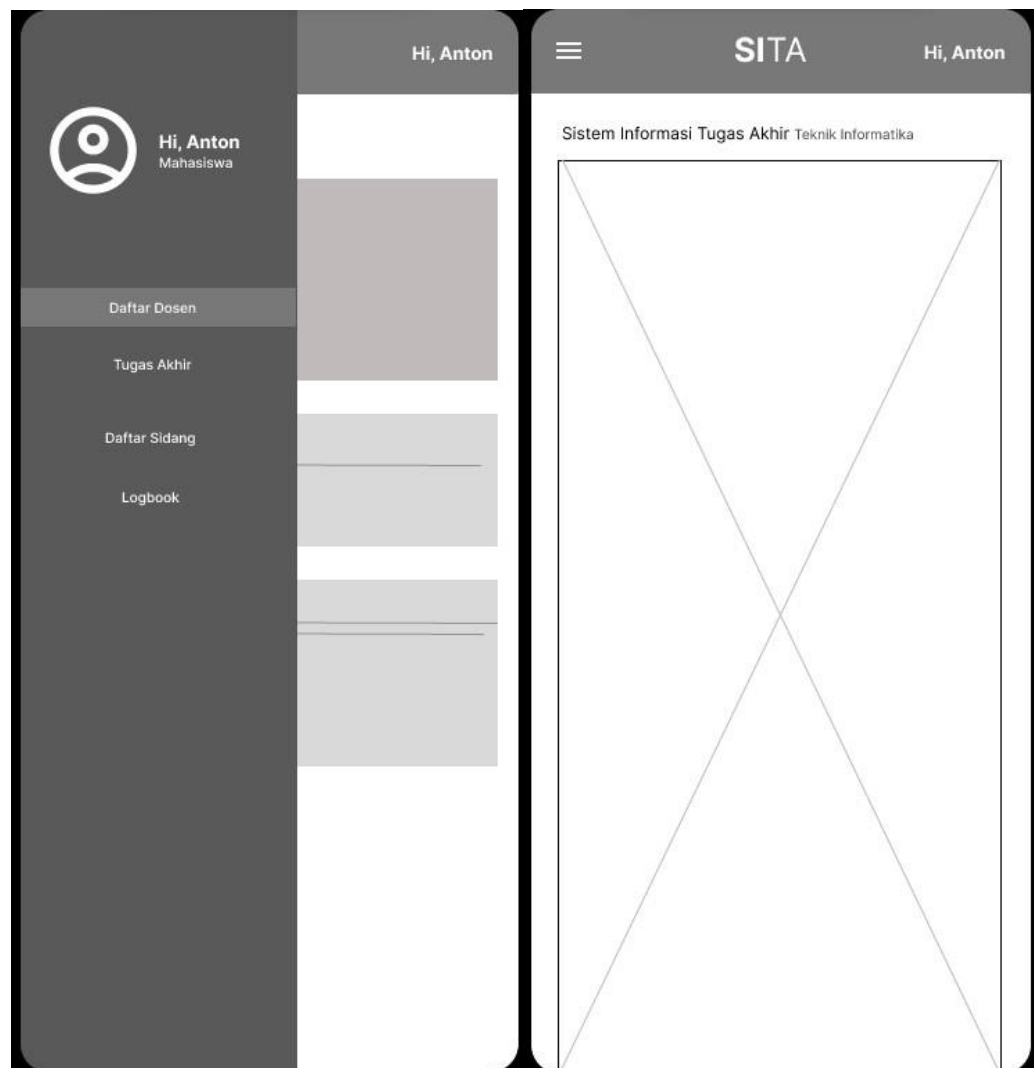 Hi, Anton
Hi, Anton
Mahasiswa
Daftar Dosen
Tugas Akhir
Daftar Sidang
Logbook
SITA
Hi, Anton
Sistem Informasi Tugas Akhir Teknik Informatika